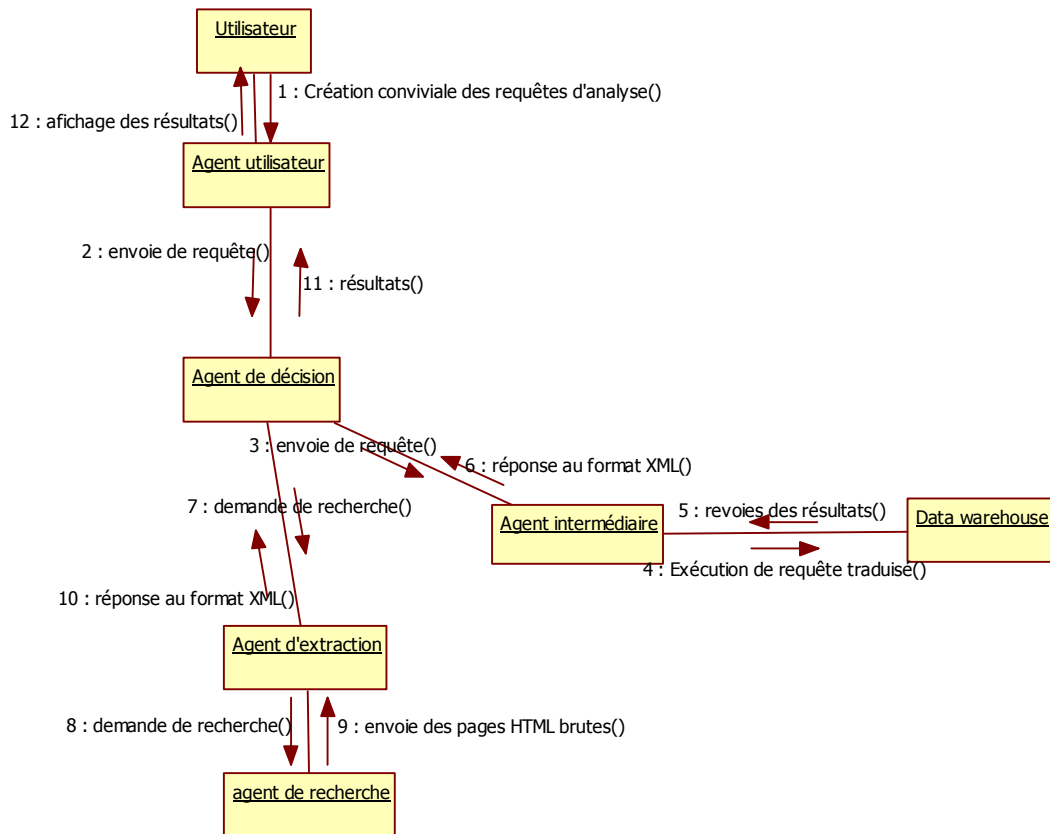 Utilisateur
1 : Création conviviale des requêtes d'analyse()
12 : afichage des résultats()
Agent utilisateur
2 : envoie de requête()
11 : résultats()
Agent de décision
3 : envoie de requête()
6 : réponse au format XML()
7 : demande de recherche()
Agent intermédiaire
5 : revoies des résultats()
Data warehouse
4 : Exécution de requête traduisé()
10 : réponse au format XML()
Agent d'extraction
8 : demande de recherche()
9 : envoie des pages HTML brutes()
agent de recherche